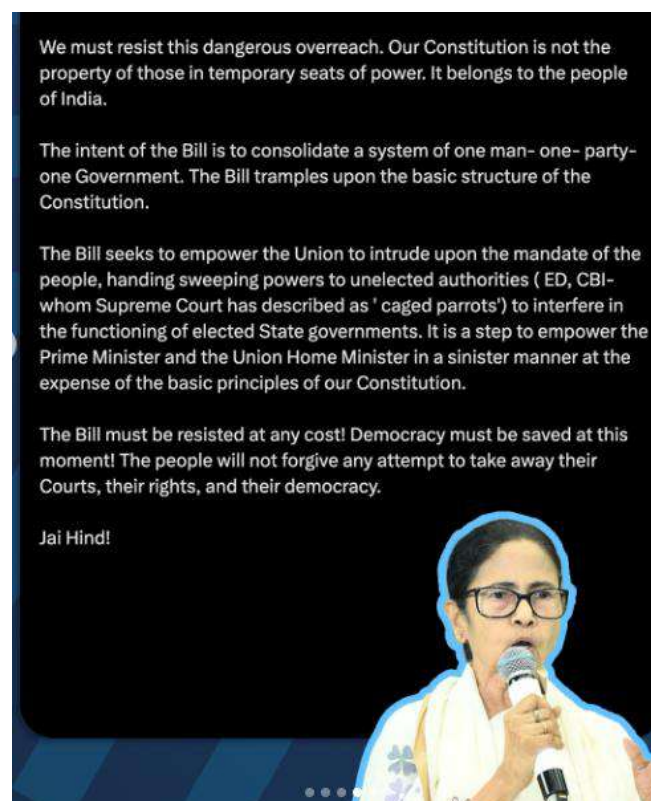 We must resist this dangerous overreach. Our Constitution is not the
property of those in temporary seats of power. It belongs to the people
of India.
The intent of the Bill is to consolidate a system of one man- one- party-
one Government. The Bill tramples upon the basic structure of the
Constitution.
The Bill seeks to empower the Union to intrude upon the mandate of the
people, handing sweeping powers to unelected authorities ( ED, CBI-
whom Supreme Court has described as ' caged parrots') to interfere in
the functioning of elected State governments. It is a step to empower the
Prime Minister and the Union Home Minister in a sinister manner at the
expense of the basic principles of our Constitution.
The Bill must be resisted at any cost! Democracy must be saved at this
moment! The people will not forgive any attempt to take away their
Courts, their rights, and their democracy.
Jai Hind!